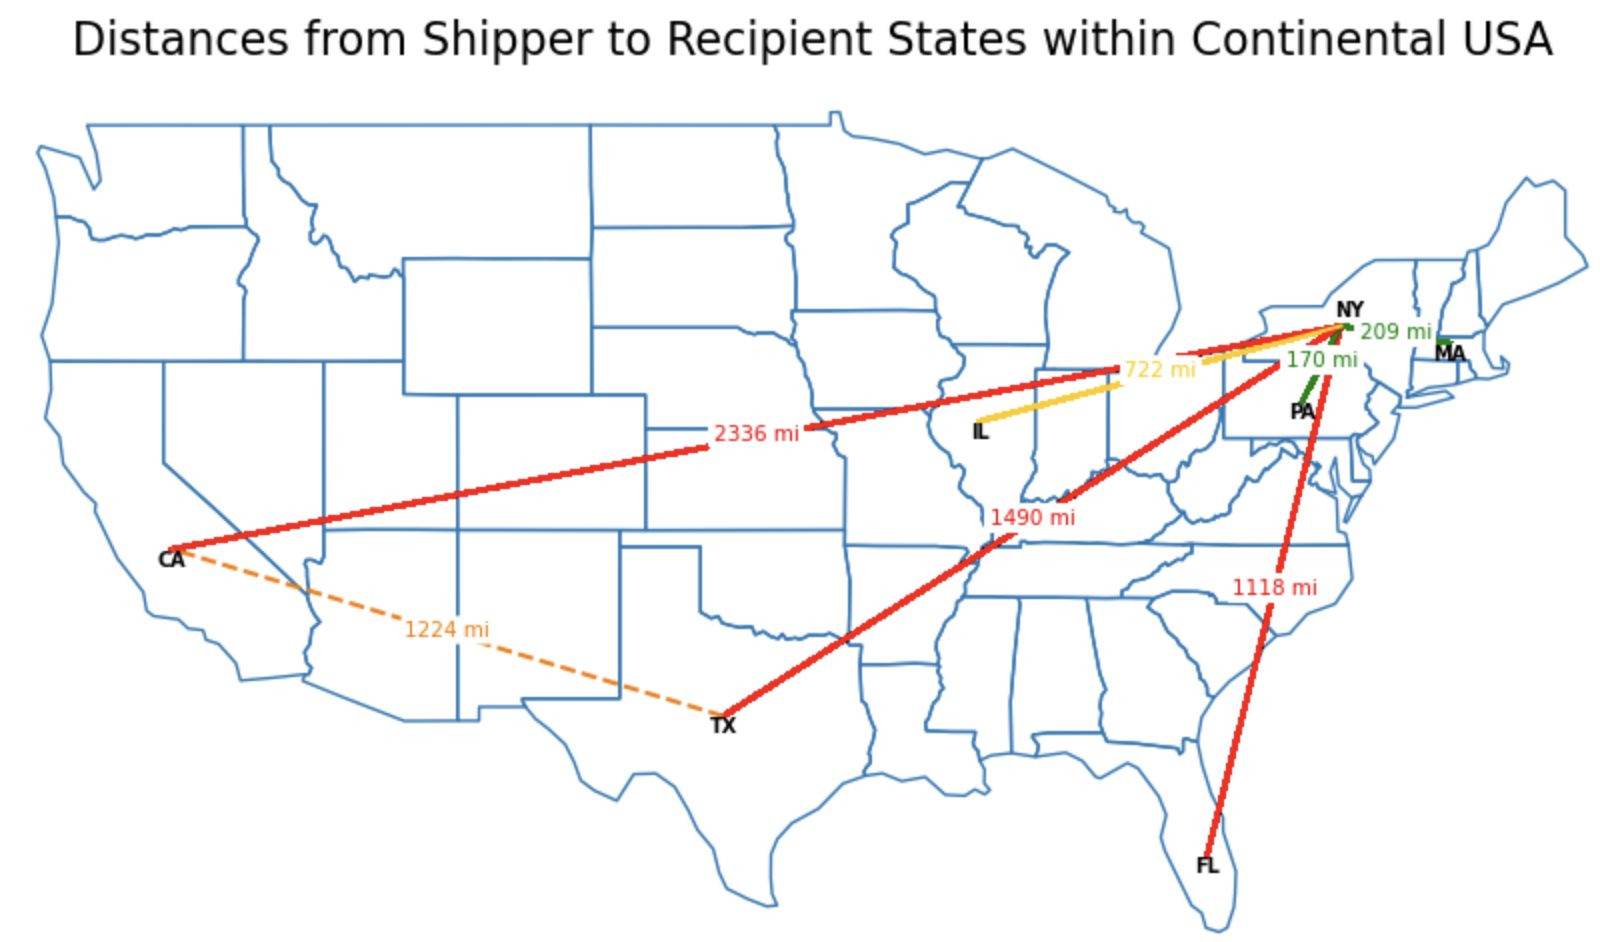 Distances from Shipper to Recipient States within Continental USA
NY
209 mi
MA
170 mi
722 mi
PA
IL
2336 mi
1490 mi
CA
1118 mi
1224 mi
TX
FL